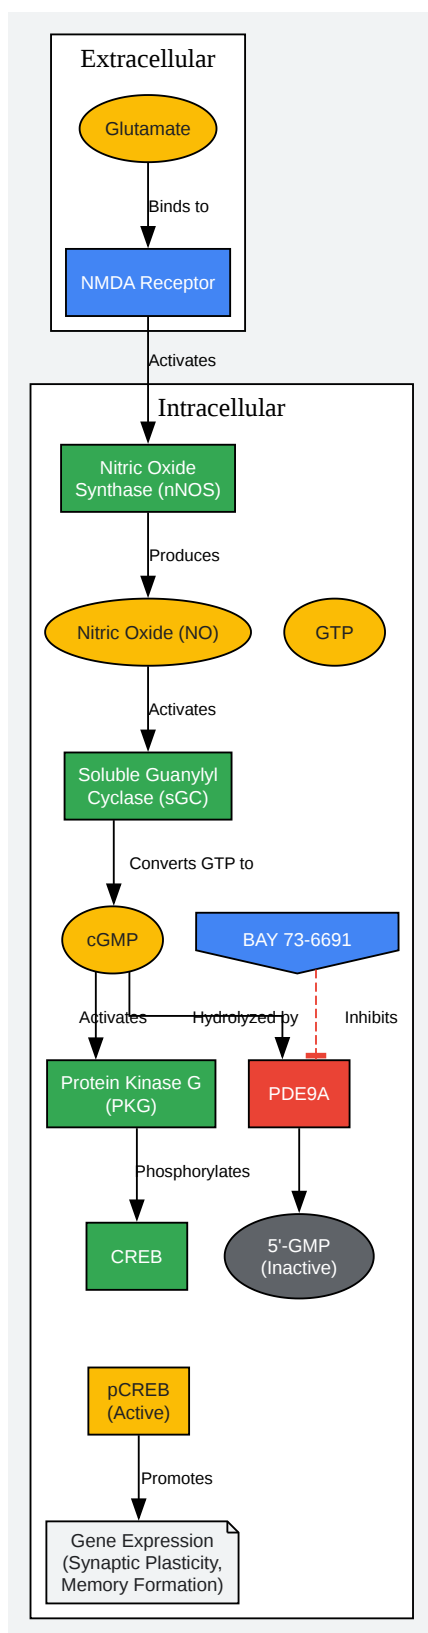 Extracellular
Glutamate
Binds to
NMDA Receptor
Activates
Intracellular
Nitric Oxide
Synthase (nNOS)
Produces
Nitric Oxide (NO)
GTP
Activates
Soluble Guanylyl
Cyclase (sGC)
Converts GTP to
cGMP
BAY 73-6691
Activates
Hydrolyzed by
Inhibits
Protein Kinase G
(PKG)
PDE9A
Phosphorylates
CREB
5'-GMP
(Inactive)
pCREB
(Active)
Promotes
Gene Expression
(Synaptic Plasticity,
Memory Formation)